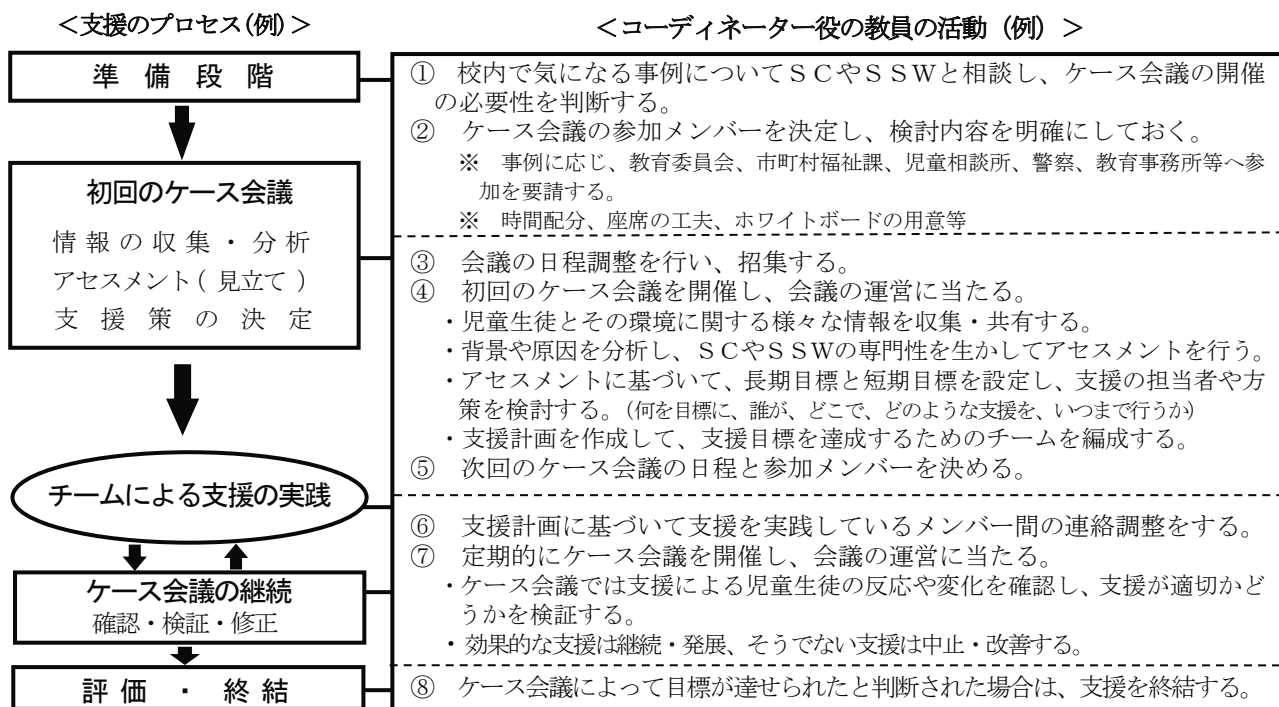 ＜支援のプロセス(例)＞
準備段階
初回のケース会議
情報の収集・分析
アセスメント(見立て)
支援策の決定
チームによる支援の実践
ケース会議の継続
確認・検証・修正
評価・終結
＜コーディネーター役の教員の活動（例）＞
① 校内で気になる事例についてＳＣやＳＳＷと相談し、ケース会議の開催
の必要性を判断する。
② ケース会議の参加メンバーを決定し、検討内容を明確にしておく。
※ 事例に応じ、教育委員会、市町村福祉課、児童相談所、警察、教育事務所等へ参
加を要請する。
※ 時間配分、座席の工夫、ホワイトボードの用意等
③ 会議の日程調整を行い、招集する。
④ 初回のケース会議を開催し、会議の運営に当たる。
・児童生徒とその環境に関する様々な情報を収集・共有する。
・背景や原因を分析し、ＳＣやＳＳＷの専門性を生かしてアセスメントを行う。
・アセスメントに基づいて、長期目標と短期目標を設定し、支援の担当者や方
策を検討する。(何を目標に、誰が、どこで、どのような支援を、いつまで行うか)
・支援計画を作成して、支援目標を達成するためのチームを編成する。
⑤ 次回のケース会議の日程と参加メンバーを決める。
⑥ 支援計画に基づいて支援を実践しているメンバー間の連絡調整をする。
⑦ 定期的にケース会議を開催し、会議の運営に当たる。
・ケース会議では支援による児童生徒の反応や変化を確認し、支援が適切かど
うかを検証する。
・効果的な支援は継続・発展、そうでない支援は中止・改善する。
⑧ ケース会議によって目標が達せられたと判断された場合は、支援を終結する。